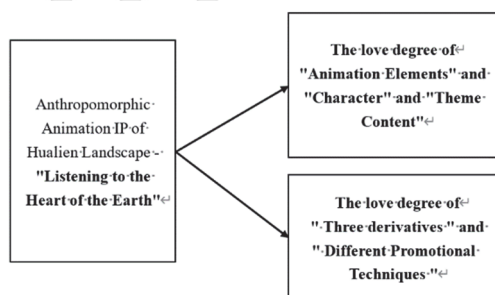 Anthropomorphic
Animation IP of
Hualien Landscape -
"Listening to the
Heart of the Earth"
The love degree of
"Animation Elements" and
"Character" and "Theme
Content"
The love degree of
" Three derivatives " and
" Different Promotional
Techniques "